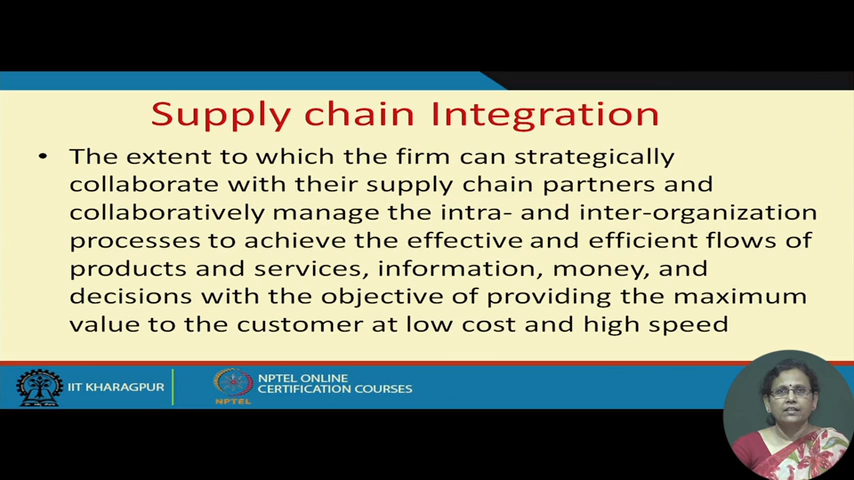 Supply chain Integration
• The extent to which the firm can strategically
collaborate with their supply chain partners and
collaboratively manage the intra- and inter-organization
processes to achieve the effective and efficient flows of
products and services, information, money, and
decisions with the objective of providing the maximum
value to the customer at low cost and high speed
IIT KHARAGPUR
NPTEL ONLINE
CERTIFICATION COURSES
NPTEL